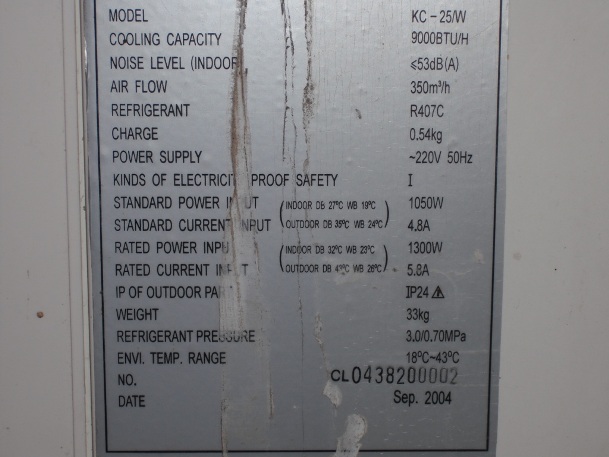 MODEL KC-25/W
COOLING CAPACITY 9000BTU/H
NOISE LEVEL (INDOOR) ≤53dB(A)
AIR FLOW 350m³/h
REFRIGERANT R407C
CHARGE 0.54kg
POWER SUPPLY ~220V 50Hz
KINDS OF ELECTRICITY PROOF SAFETY I
STANDARD POWER INPUT (INDOOR DB 27°C WB 19°C 1050W
STANDARD CURRENT INPUT OUTDOOR DB 35°C WB 24°C) 4.8A
RATED POWER INPUT (INDOOR DB 32°C WB 23°C 1300W
RATED CURRENT INPUT OUTDOOR DB 41°C WB 26°C) 5.8A
IP OF OUTDOOR PART IP24
WEIGHT 33kg
REFRIGERANT PRESSURE 3.0/0.70MPa
ENVI. TEMP. RANGE 18°C~43°C
NO. CL0438200002
DATE Sep. 2004